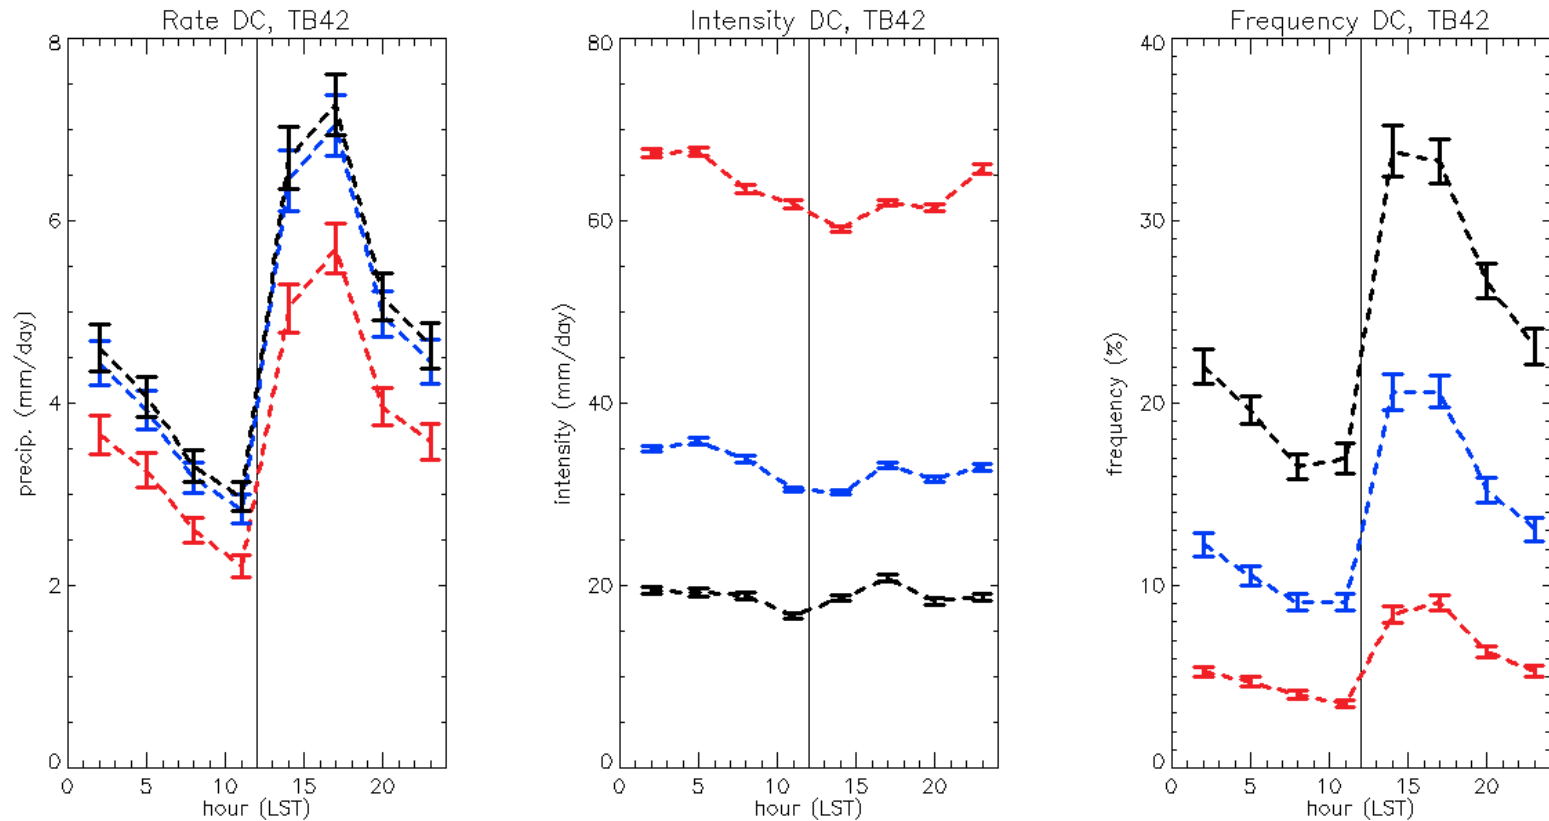 Rate DC, TB42
8
6
4
2
0
precip. (mm/day)
0 5 10 15 20
hour (LST)
Intensity DC, TB42
80
60
40
20
0
intensity (mm/day)
0 5 10 15 20
hour (LST)
Frequency DC, TB42
40
30
20
10
0
frequency (%)
0 5 10 15 20
hour (LST)